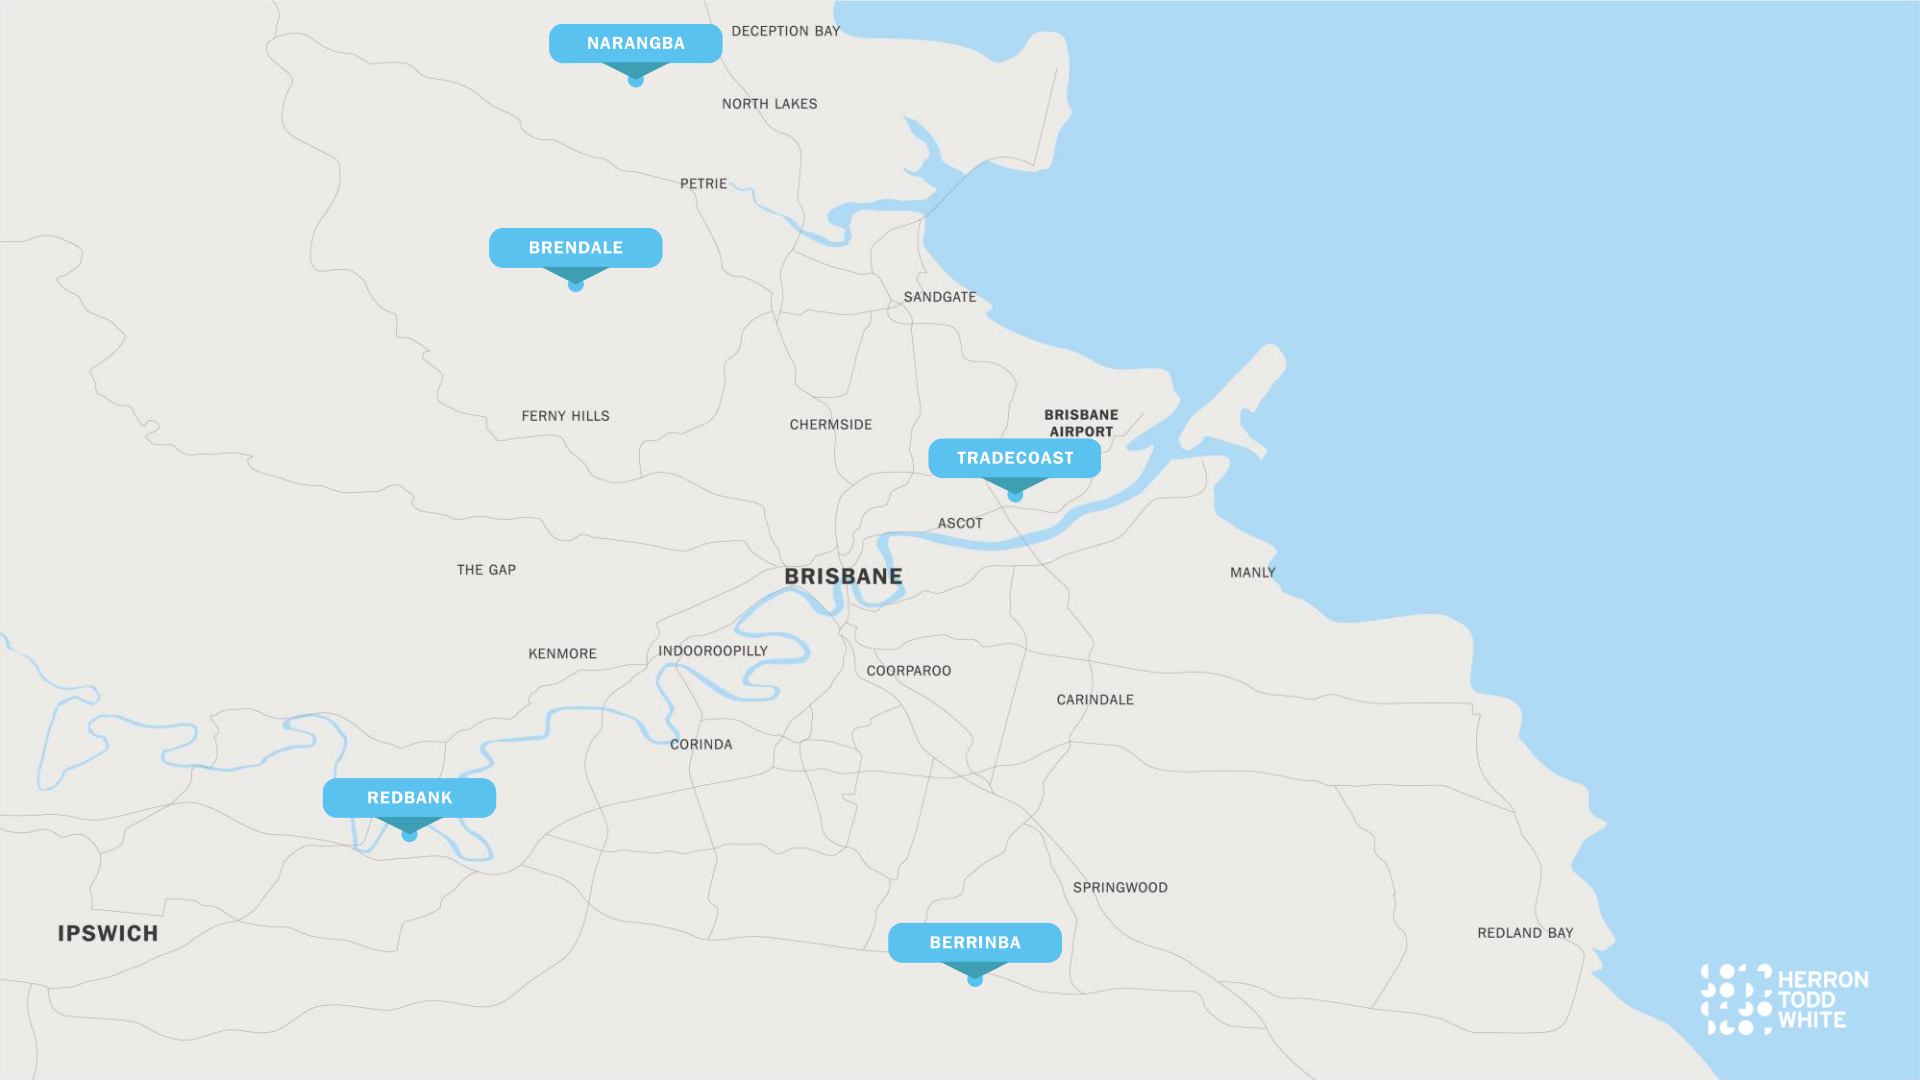 DECEPTION BAY
NARANGBA
NORTH LAKES
PETRIE
BRENDALE
SANDGATE
FERNY HILLS
CHERMSIDE
BRISBANE
AIRPORT
TRADECOAST
ASCOT
THE GAP
BRISBANE
MANLY
KENMORE
INDOOROOPILLY
COORPAROO
CARINDALE
CORINDA
REDBANK
SPRINGWOOD
IPSWICH
BERRINBA
REDLAND BAY
HERRON
TODD
WHITE